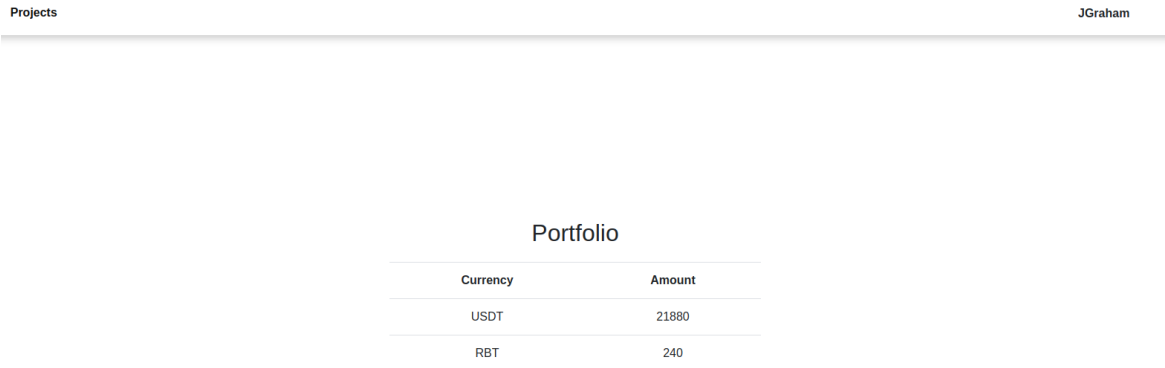 Projects JGraham
Portfolio
Currency Amount
USDT 21880
RBT 240